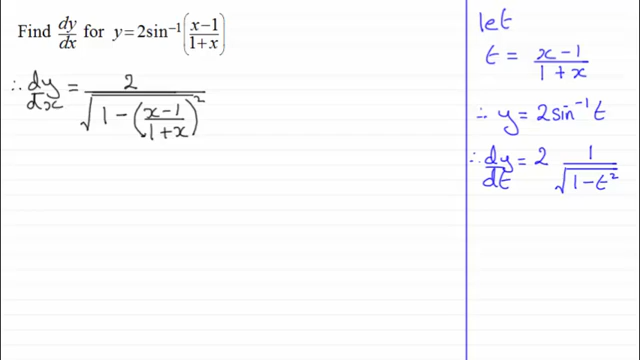 Find dy/dx for y=2sin⁻¹((x−1)/(1+x))
∴ dy/dx = 2/√(1 − ((x−1)/(1+x))²)
let
t = (x−1)/(1+x)
∴ y = 2sin⁻¹t
∴ dy/dt = 2 1/√(1−t²)